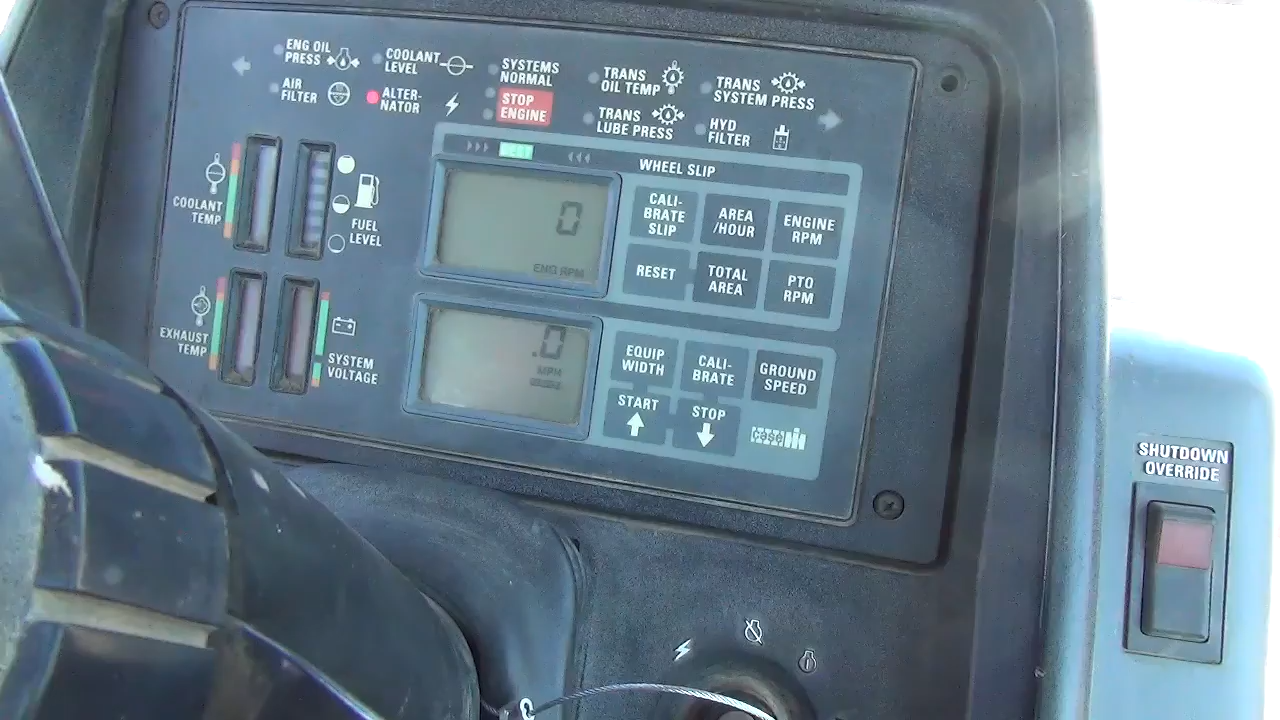 ENG OIL
PRESS
COOLANT
LEVEL
SYSTEMS
NORMAL
TRANS
OIL TEMP
TRANS
SYSTEM PRESS
AIR
FILTER
ALTER-
NATOR
STOP
ENGINE
TRANS
LUBE PRESS
HYD
FILTER
COOLANT
TEMP
FUEL
LEVEL
EXHAUST
TEMP
SYSTEM
VOLTAGE
WHEEL SLIP
0
ENG RPM
CALI-
BRATE
SLIP
AREA
/HOUR
ENGINE
RPM
RESET
TOTAL
AREA
PTO
RPM
.0
MPH
EQUIP
WIDTH
CALI-
BRATE
GROUND
SPEED
START
STOP
case IH
SHUTDOWN
OVERRIDE